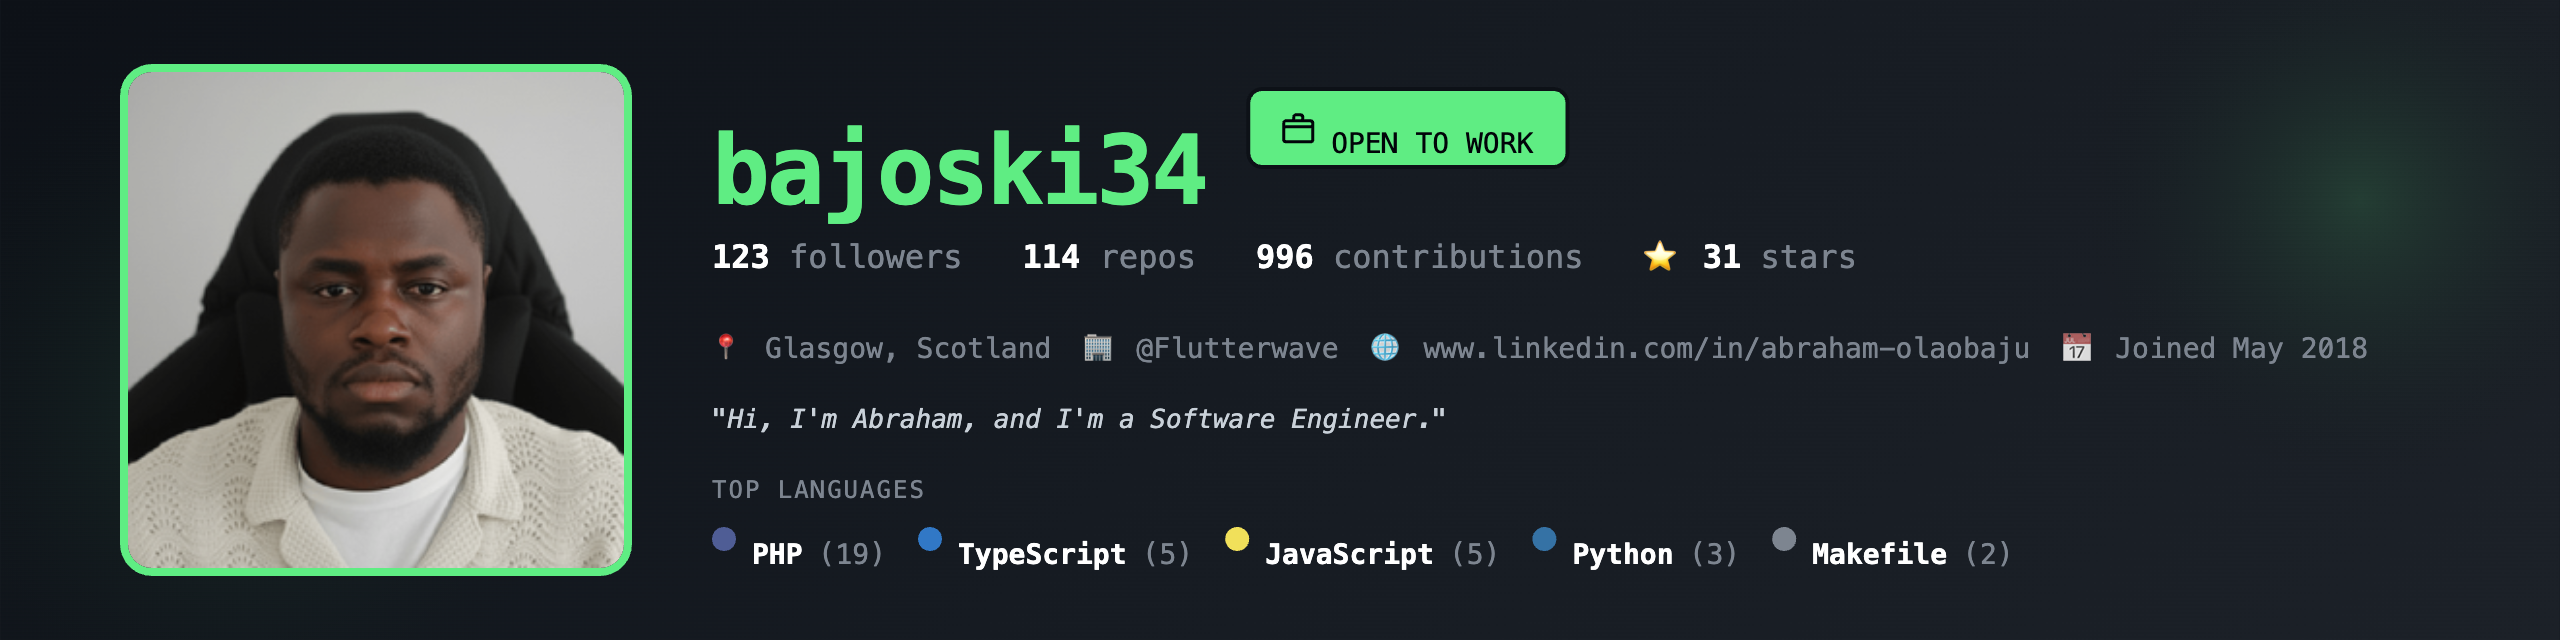 bajoski34 OPEN TO WORK
123 followers 114 repos 996 contributions ⭐ 31 stars
Glasgow, Scotland @Flutterwave www.linkedin.com/in/abraham-olaobaju 17 Joined May 2018
"Hi, I'm Abraham, and I'm a Software Engineer."
TOP LANGUAGES
PHP (19) TypeScript (5) JavaScript (5) Python (3) Makefile (2)